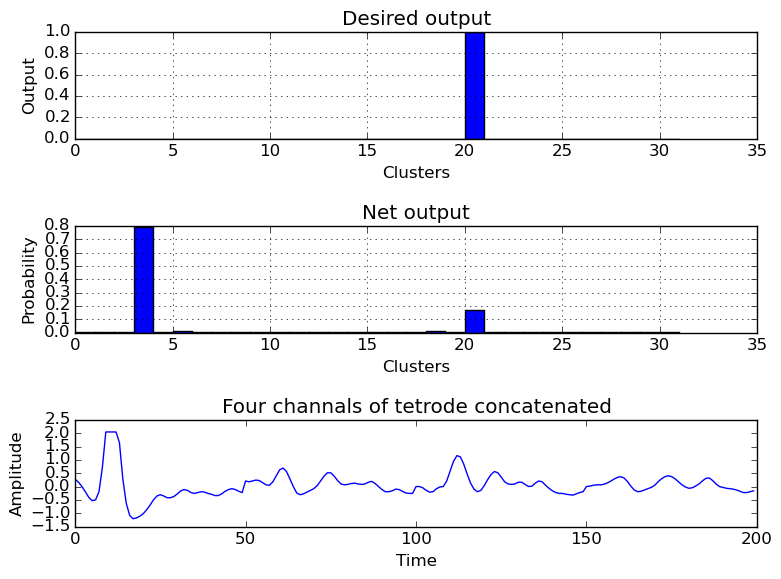 Desired output
1.0
0.8
0.6
0.4
0.2
0.0
Output
0 5 10 15 20 25 30 35
Clusters
Net output
0.8
0.7
0.6
0.5
0.4
0.3
0.2
0.1
0.0
Probability
0 5 10 15 20 25 30 35
Clusters
Four channals of tetrode concatenated
2.5
2.0
1.5
1.0
0.5
0.0
−0.5
−1.0
−1.5
Amplitude
0 50 100 150 200
Time